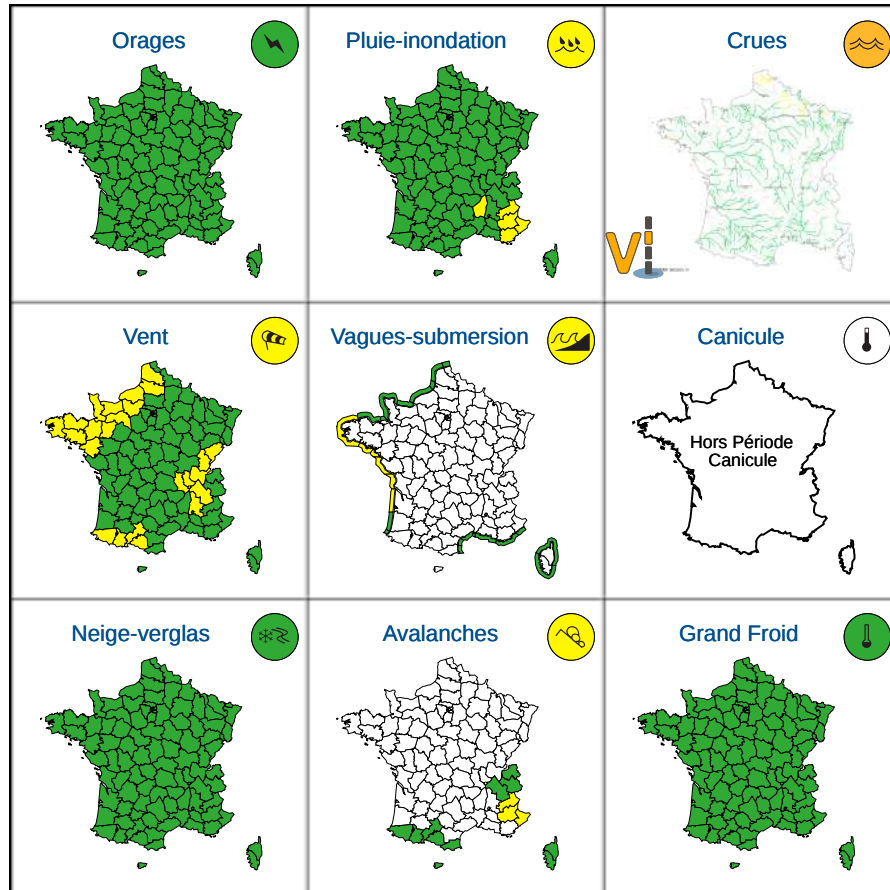 Orages
Pluie-inondation
Crues
Vent
Vagues-submersion
Canicule
Hors Période
Canicule
Neige-verglas
Avalanches
Grand Froid